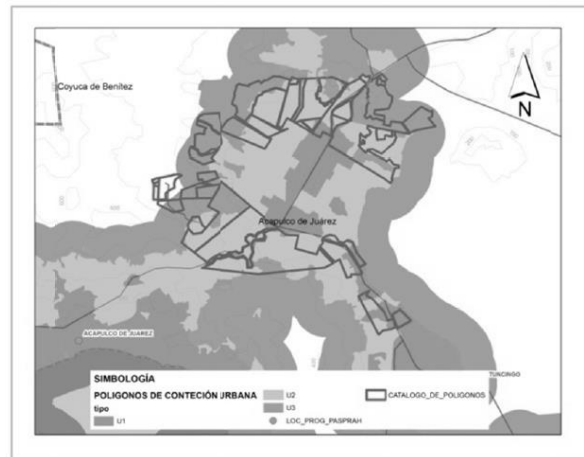 Coyuca de Benítez
N
Acapulco de Juárez
ACAPULCO DE JUÁREZ
TUNCINGO
SIMBOLOGÍA
POLIGONOS DE CONTECIÓN URBANA
tipo
U1
U2
U3
CATALOGO_DE_POLIGONOS
LOC_PROG_PASPRAH